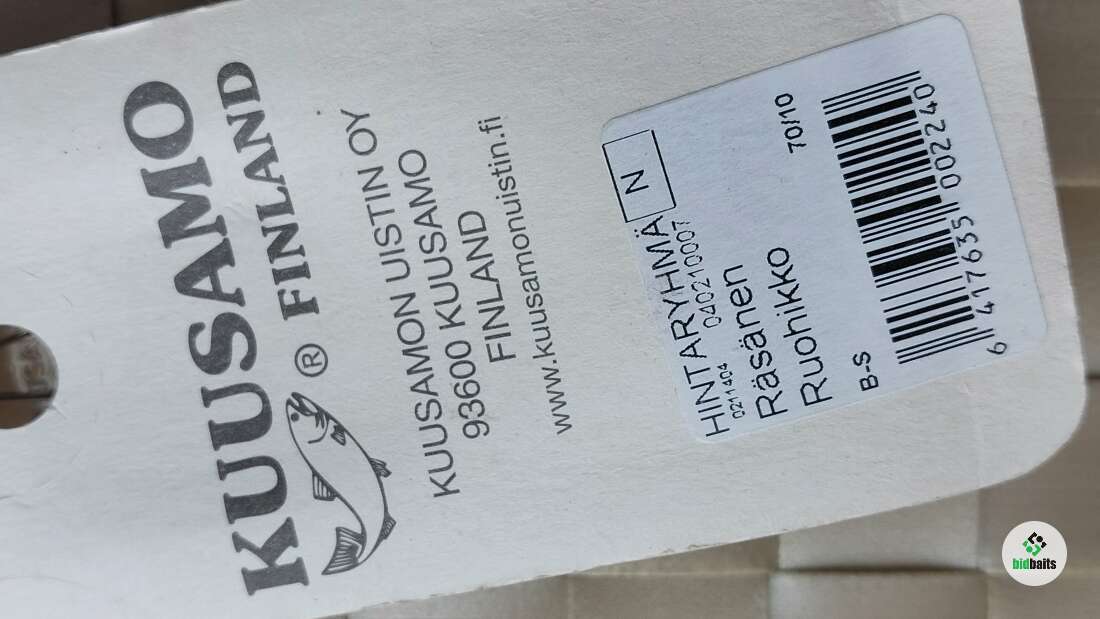 KUUSAMO
® FINLAND
KUUSAMON UISTIN OY
93600 KUUSAMO
FINLAND
www.kuusamonuistin.fi
HINTARYHMÄ N
0211404 040210007
Räsänen
Ruohikko 70/10
B-S
6 417635 002240
bidbaits